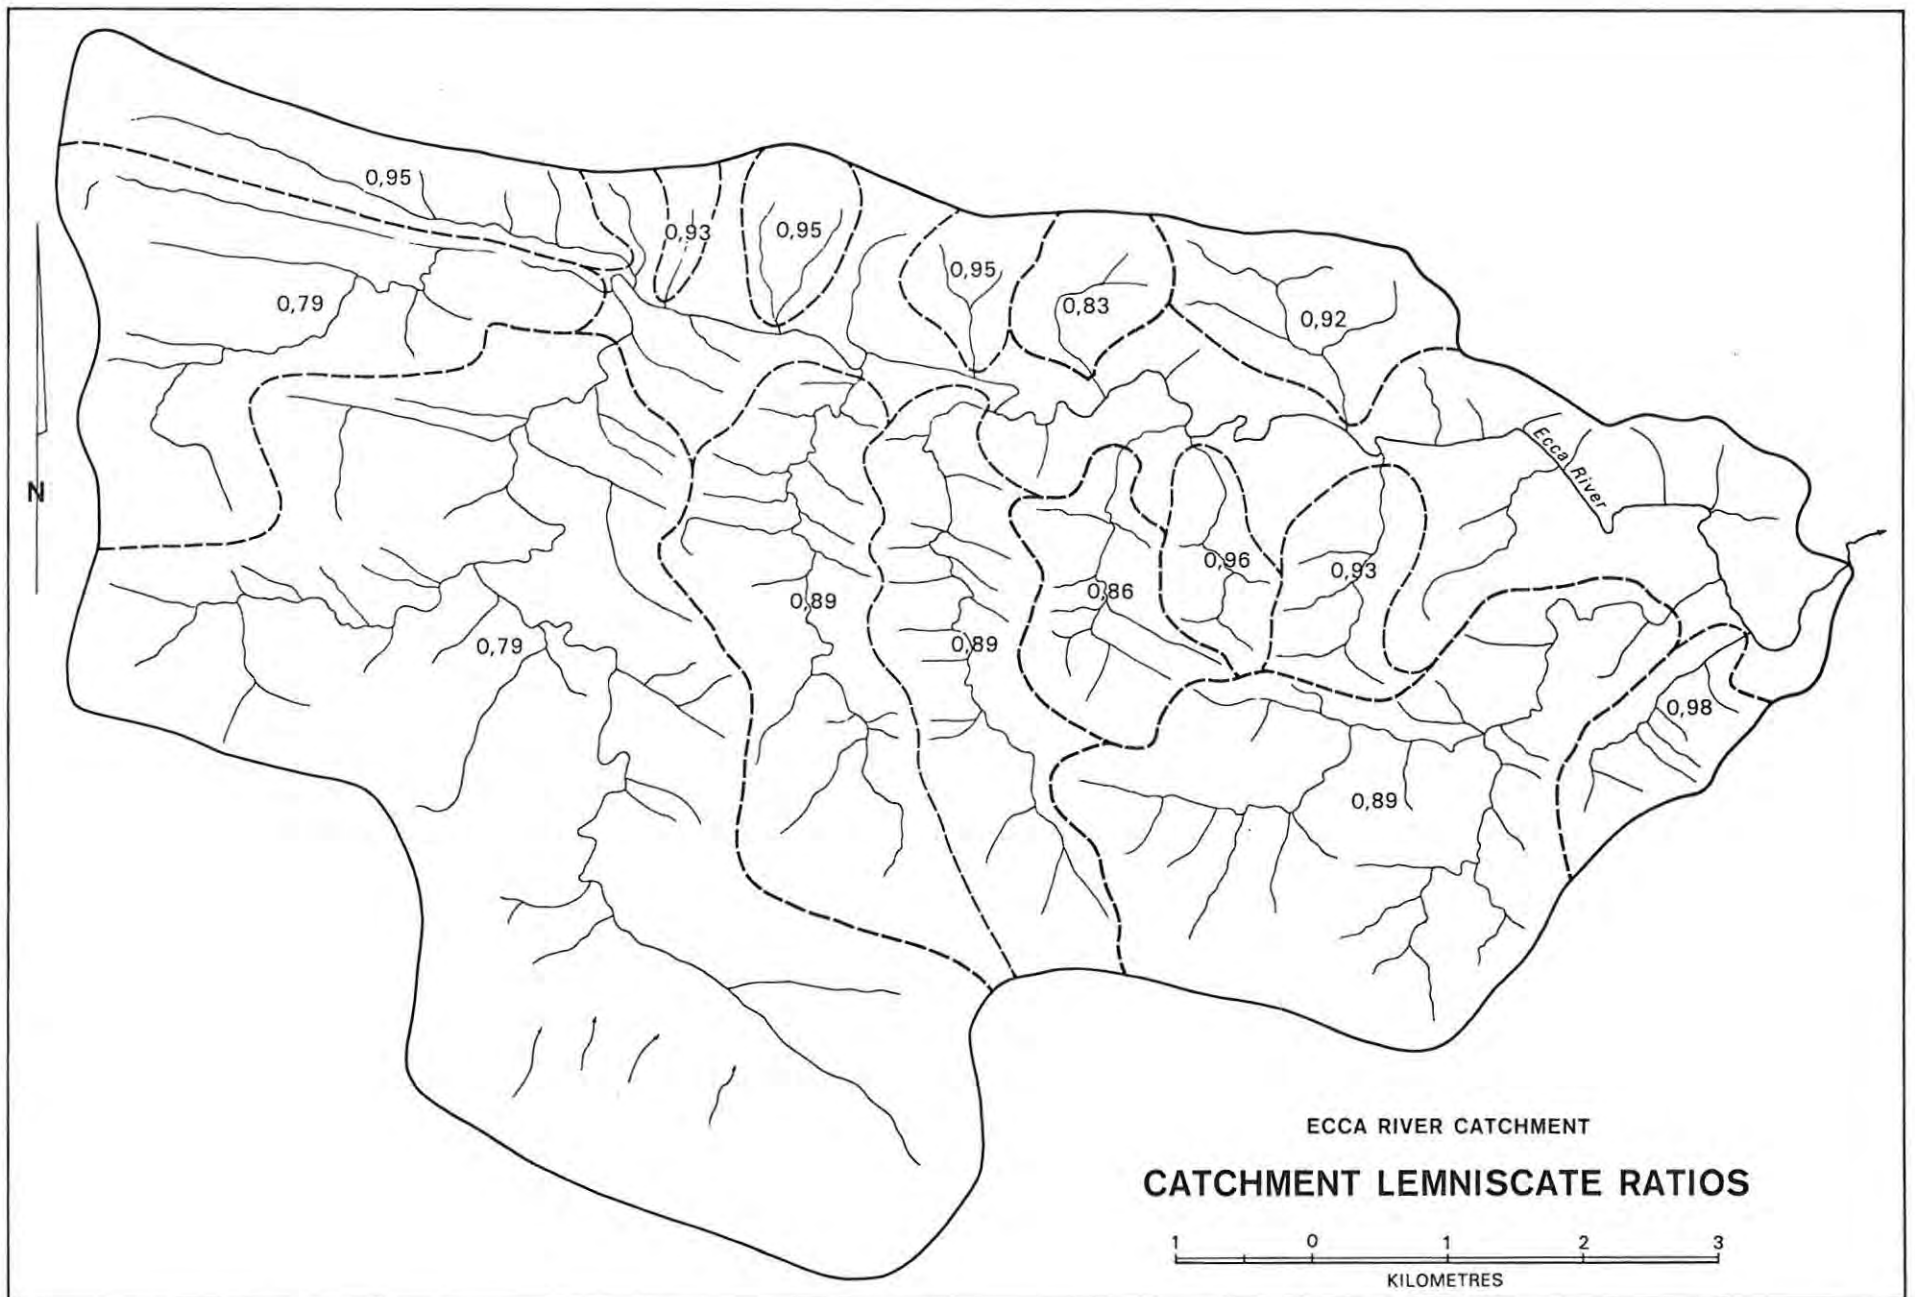 0,95
0,93
0,95
0,95
0,83
0,92
0,79
Ecca River
N
0,89
0,89
0,86
0,96
0,93
0,79
0,98
0,89
ECCA RIVER CATCHMENT
CATCHMENT LEMNISCATE RATIOS
1 0 1 2 3
KILOMETRES